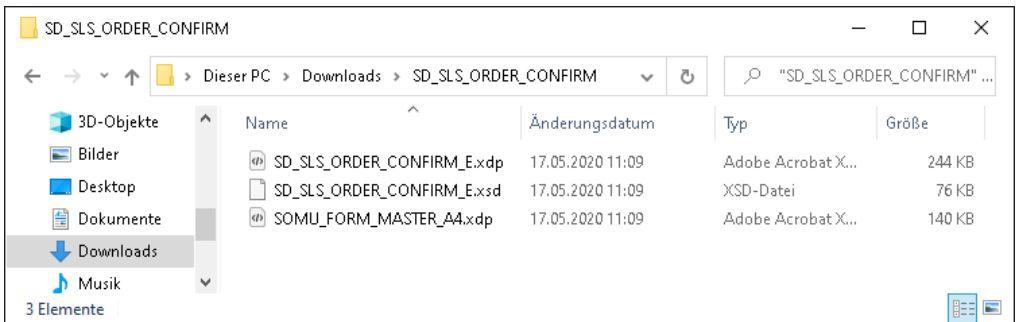 SD_SLS_ORDER_CONFIRM
Dieser PC > Downloads > SD_SLS_ORDER_CONFIRM
"SD_SLS_ORDER_CONFIRM" ...
3D-Objekte
Bilder
Desktop
Dokumente
Downloads
Musik
Name Änderungsdatum Typ Größe
SD_SLS_ORDER_CONFIRM_E.xdp 17.05.2020 11:09 Adobe Acrobat X... 244 KB
SD_SLS_ORDER_CONFIRM_E.xsd 17.05.2020 11:09 XSD-Datei 76 KB
SOMU_FORM_MASTER_A4.xdp 17.05.2020 11:09 Adobe Acrobat X... 140 KB
3 Elemente